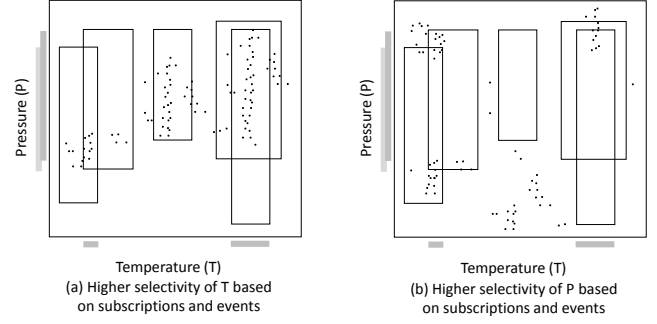 Pressure (P)
Temperature (T)
(a) Higher selectivity of T based
on subscriptions and events
Pressure (P)
Temperature (T)
(b) Higher selectivity of P based
on subscriptions and events